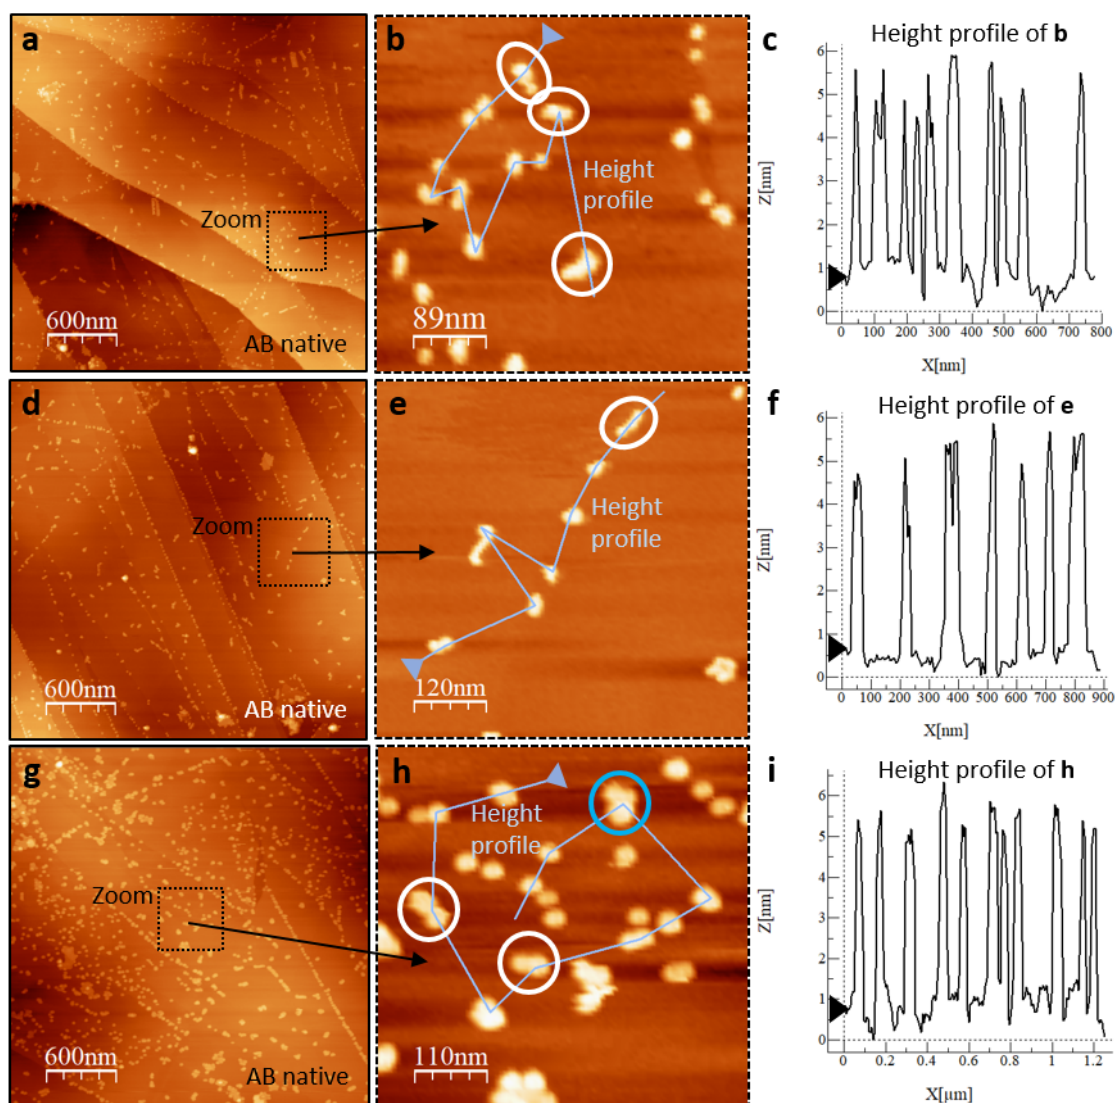 a
Zoom
600nm
AB native
b
Height
profile
89nm
c
Height profile of b
Z[nm]
6
5
4
3
2
1
0
0 100 200 300 400 500 600 700 800
X[nm]
d
Zoom
600nm
AB native
e
Height
profile
120nm
f
Height profile of e
Z[nm]
6
5
4
3
2
1
0
0 100 200 300 400 500 600 700 800 900
X[nm]
g
Zoom
600nm
AB native
h
Height
profile
110nm
i
Height profile of h
Z[nm]
6
5
4
3
2
1
0
0 0.2 0.4 0.6 0.8 1 1.2
X[µm]